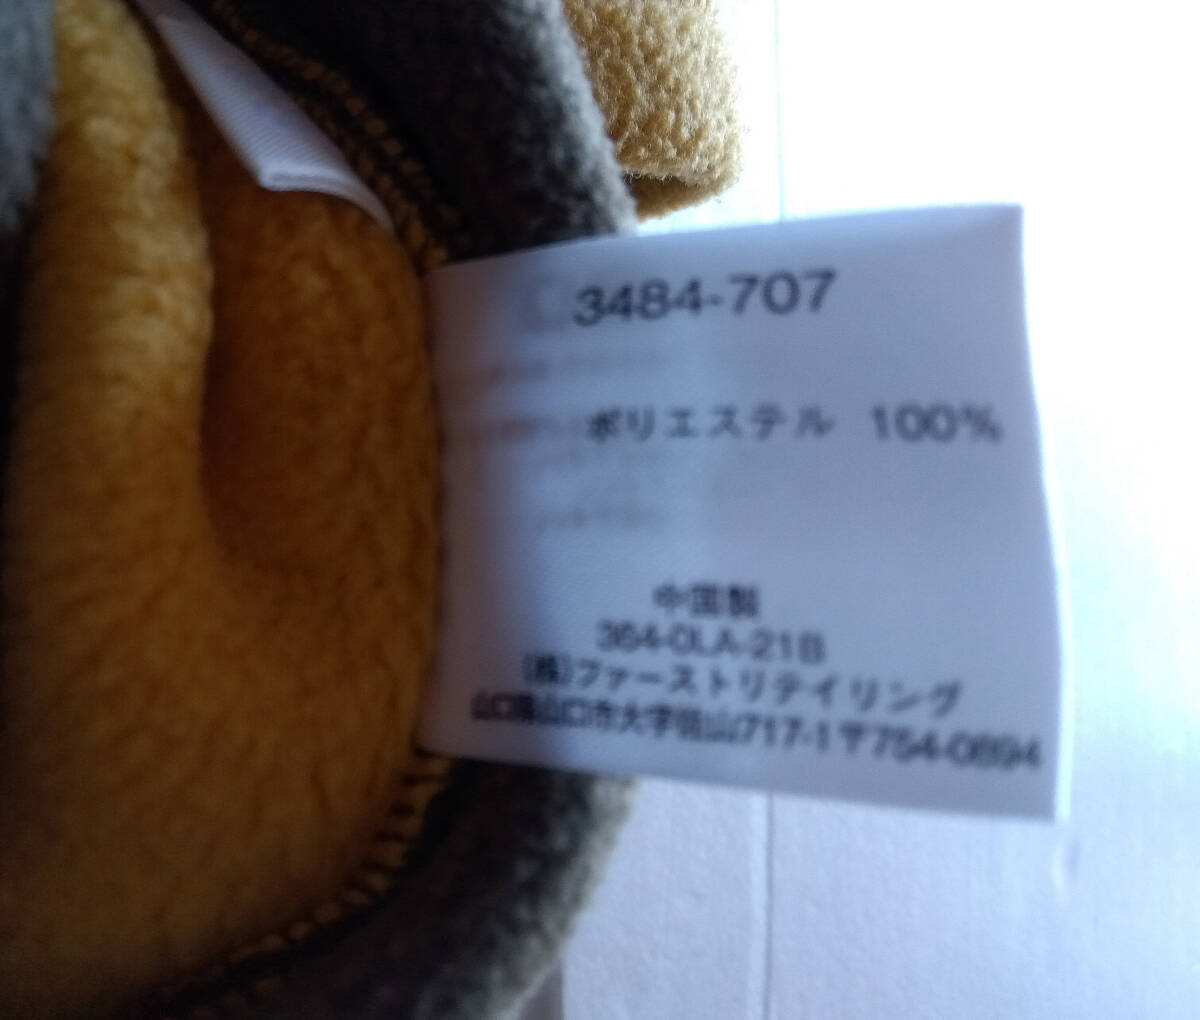 3484-707
ポリエステル 100%
中国製
364-0LA-21B
(株)ファーストリテイリング
山口県山口市大字佐山717-1〒754-0894